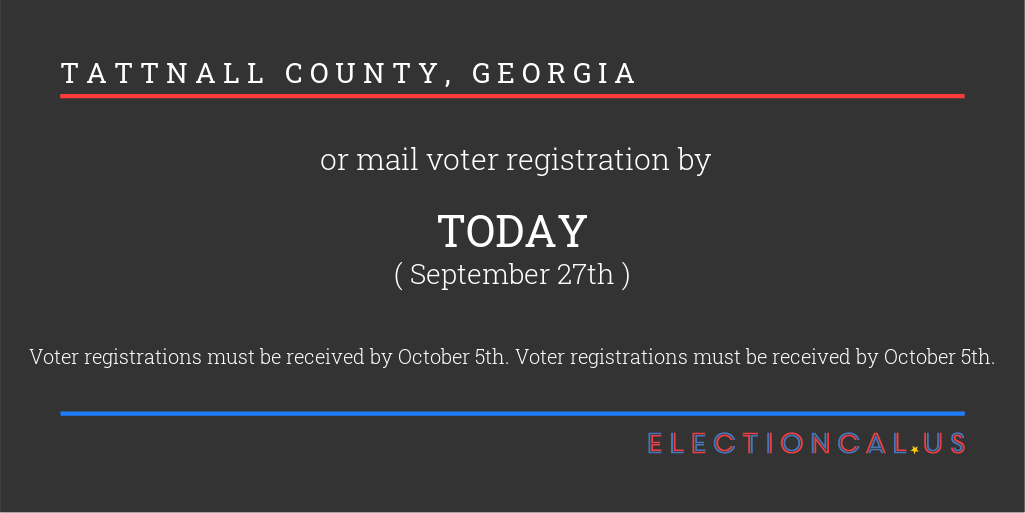 TATTNALL COUNTY, GEORGIA
or mail voter registration by
TODAY
( September 27th )
Voter registrations must be received by October 5th. Voter registrations must be received by October 5th.
ELECTIONCAL.US